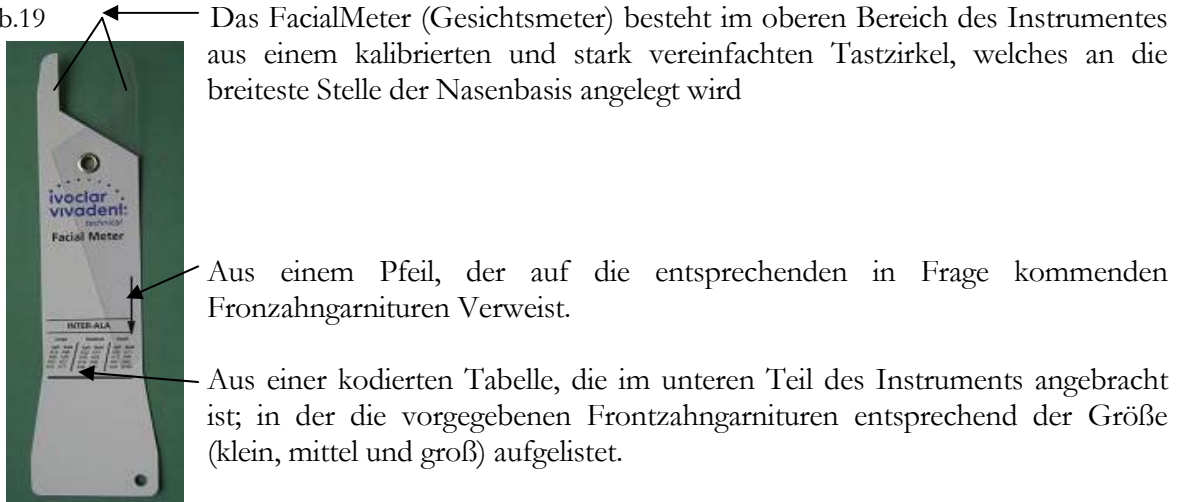 b.19
Das FacialMeter (Gesichtsmeter) besteht im oberen Bereich des Instrumentes
aus einem kalibrierten und stark vereinfachten Tastzirkel, welches an die
breiteste Stelle der Nasenbasis angelegt wird
ivoclar
vivadent:
technical
Facial Meter
Aus einem Pfeil, der auf die entsprechenden in Frage kommenden
Fronzahngarnituren Verweist.
INTER-ALA
Aus einer kodierten Tabelle, die im unteren Teil des Instruments angebracht
ist; in der die vorgegebenen Frontzahngarnituren entsprechend der Größe
(klein, mittel und groß) aufgelistet.